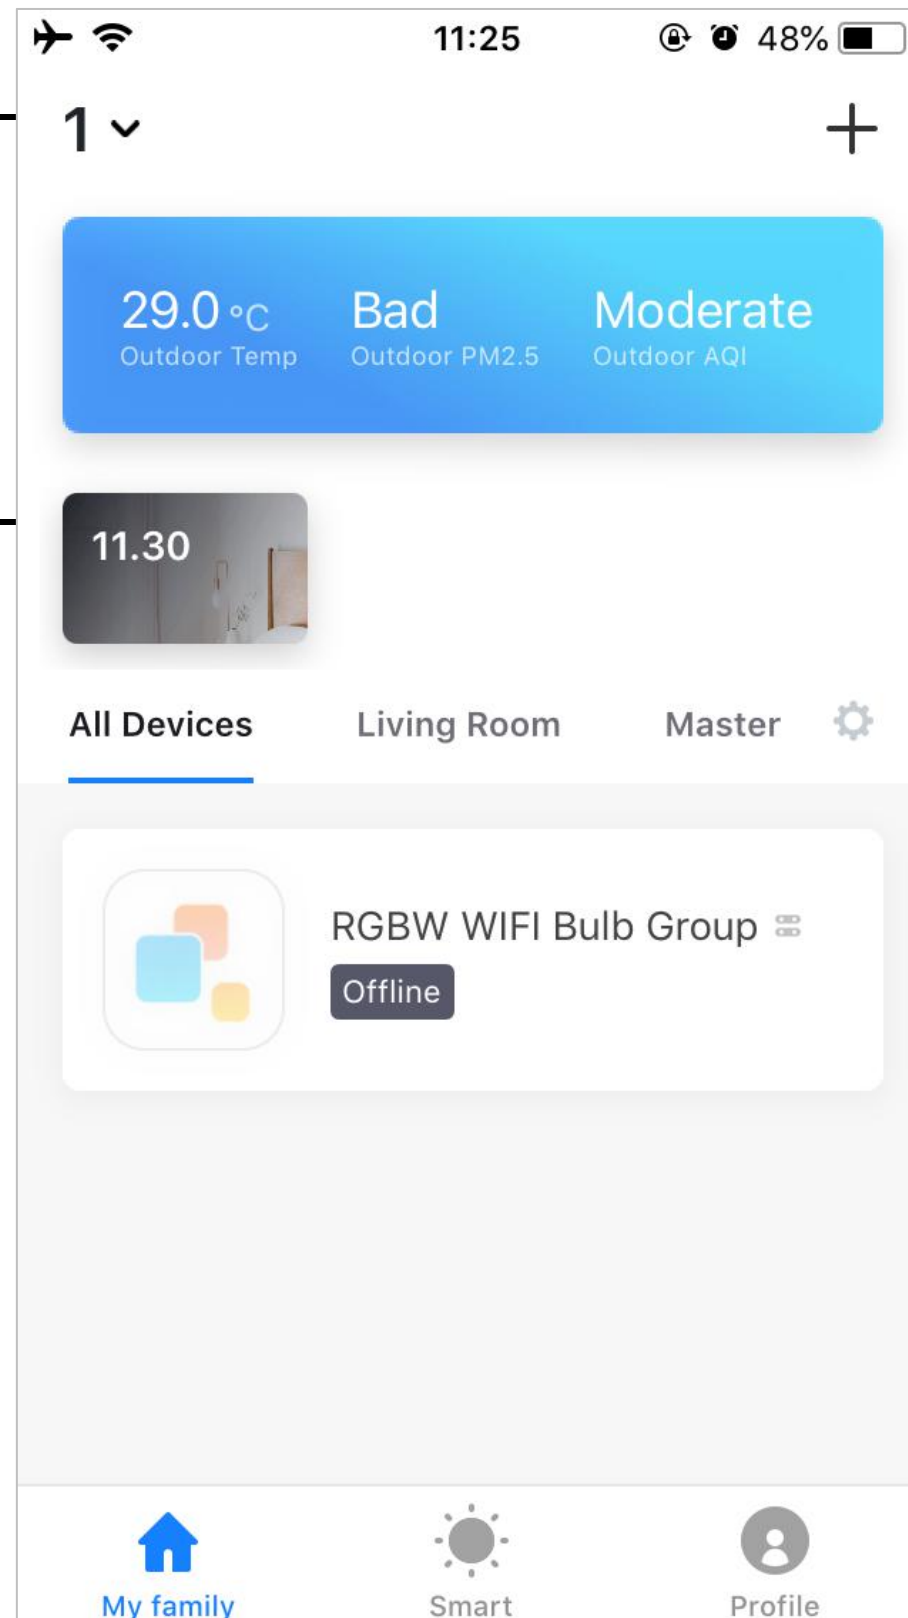 11:25 48%
1
29.0 °C Bad Moderate
Outdoor Temp Outdoor PM2.5 Outdoor AQI
11.30
All Devices Living Room Master
RGBW WIFI Bulb Group
Offline
My family Smart Profile